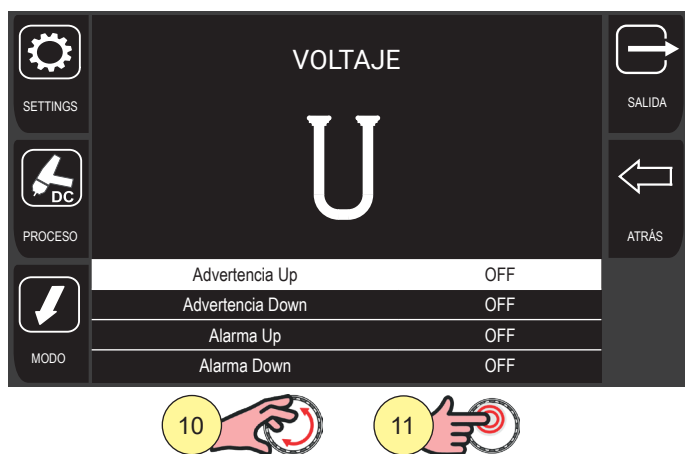 VOLTAJE
U
SETTINGS
DC
PROCESO
MODO
SALIDA
ATRÁS
Advertencia Up OFF
Advertencia Down OFF
Alarma Up OFF
Alarma Down OFF
10
11